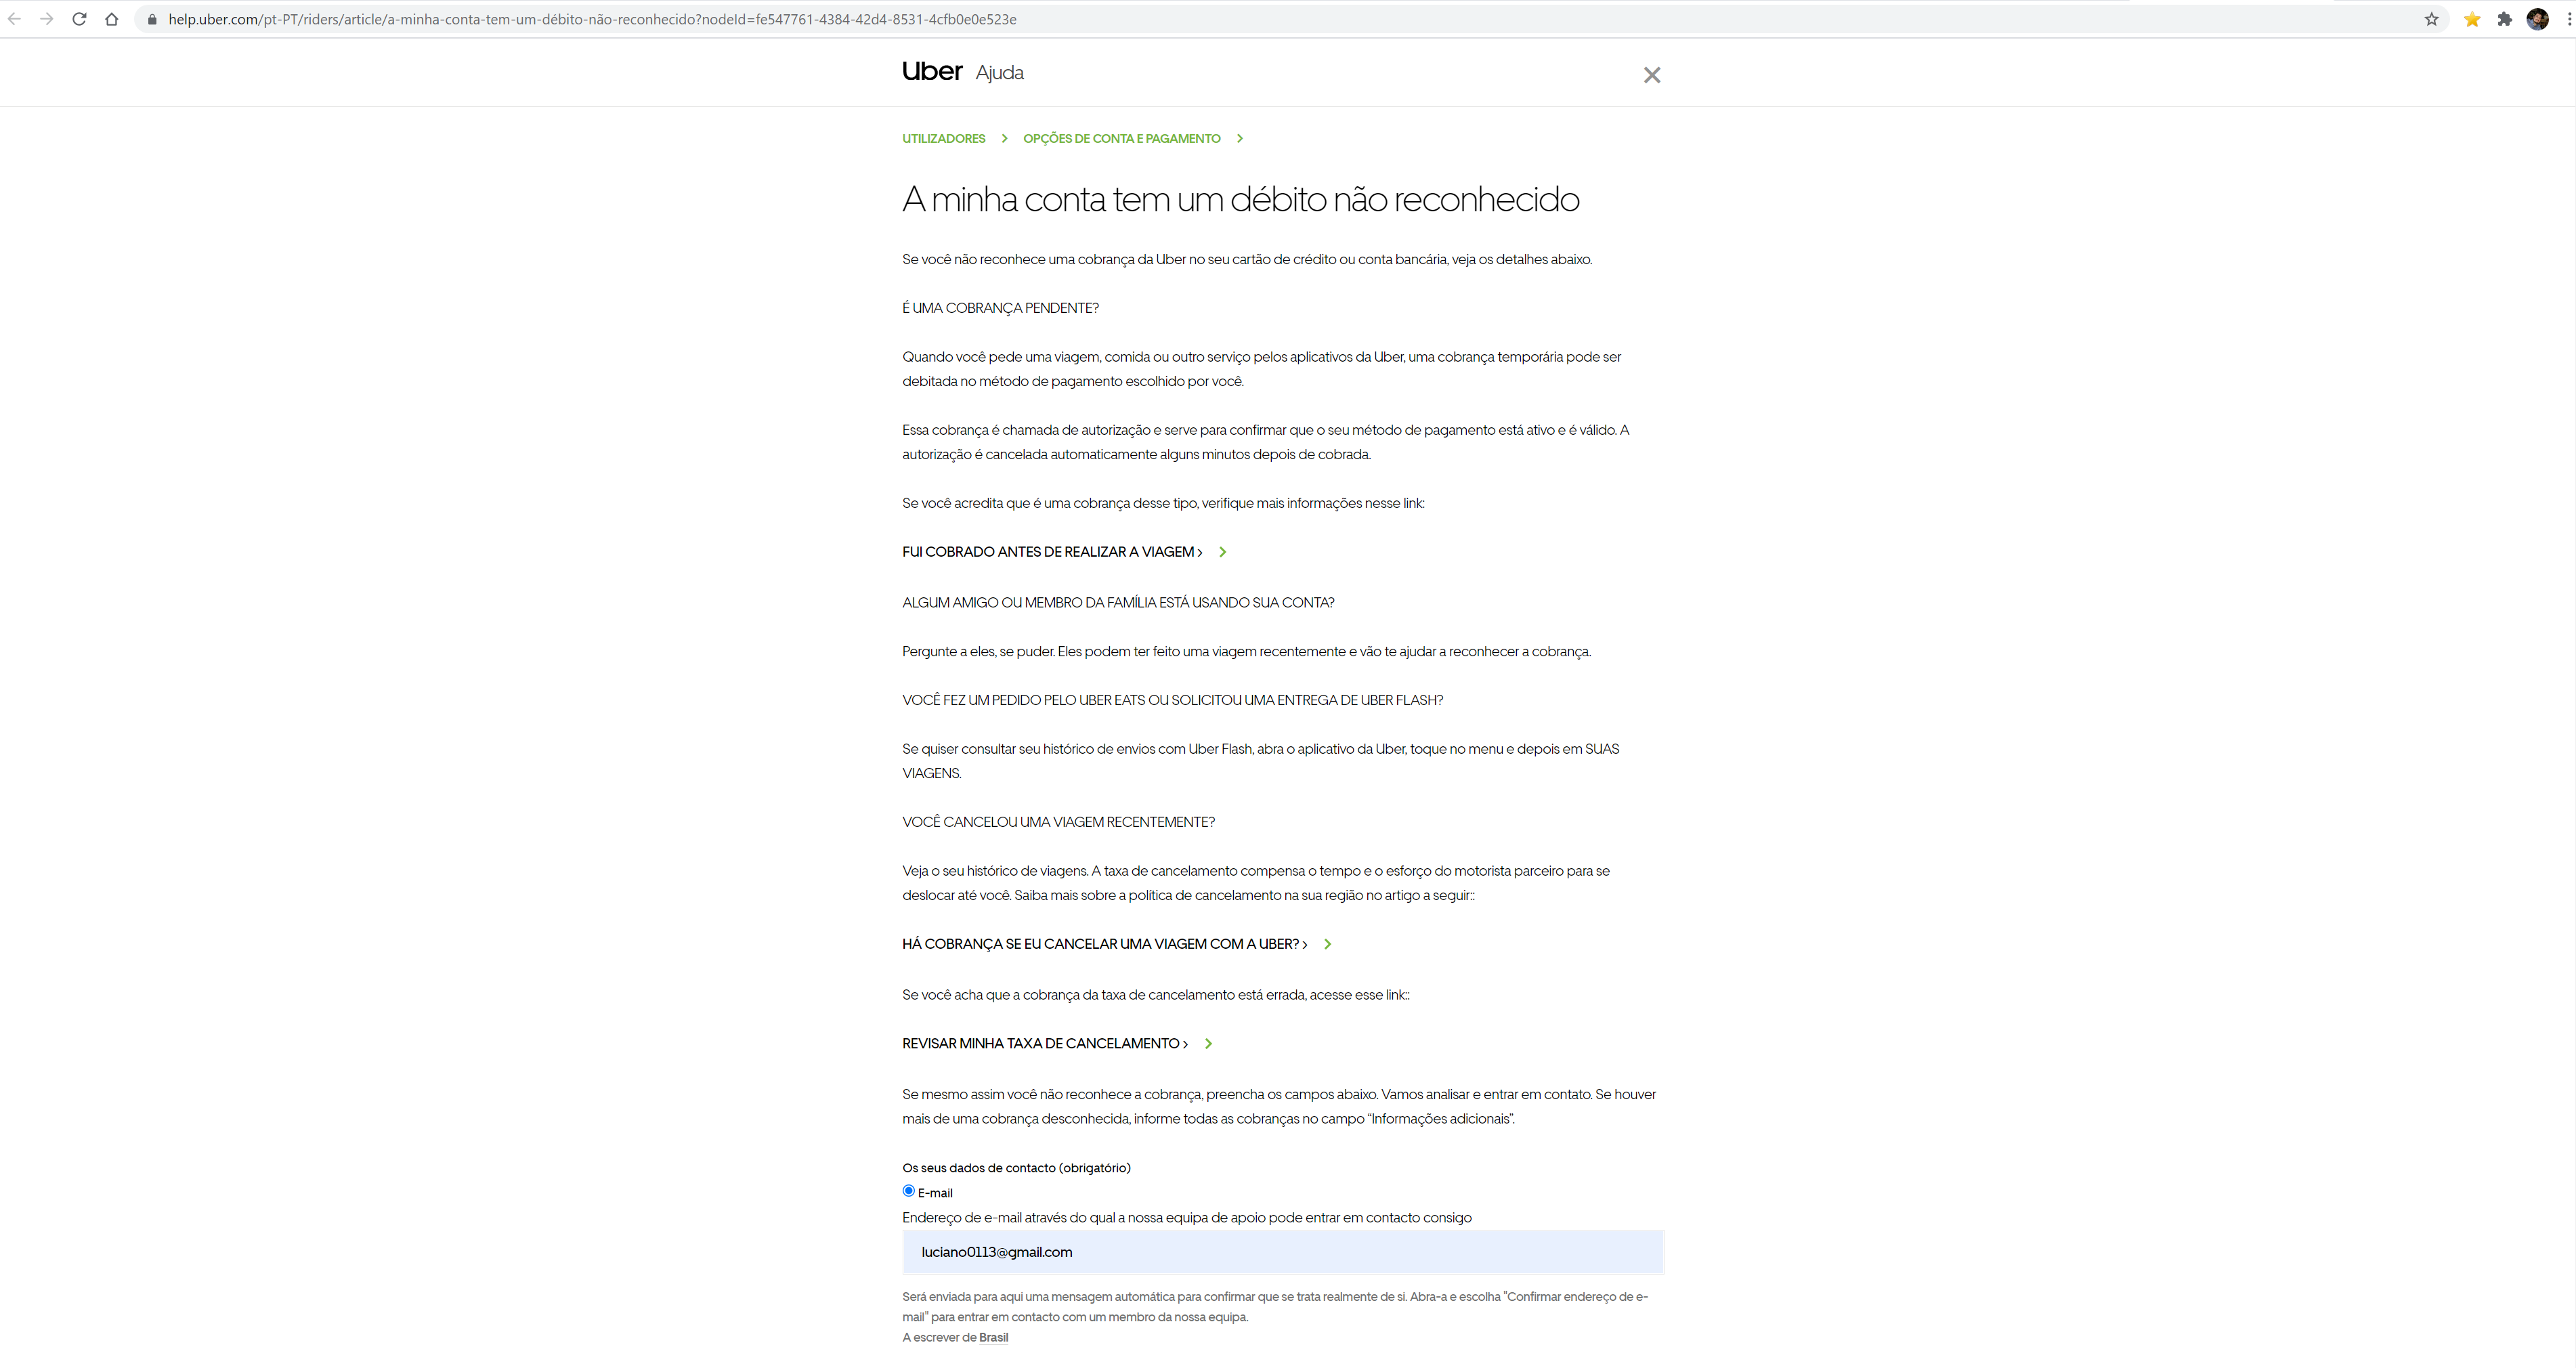 help.uber.com/pt-PT/riders/article/a-minha-conta-tem-um-débito-não-reconhecido?nodeId=fe547761-4384-42d4-8531-4cfb0e0e523e
Uber Ajuda
UTILIZADORES > OPÇÕES DE CONTA E PAGAMENTO >
A minha conta tem um débito não reconhecido
Se você não reconhece uma cobrança da Uber no seu cartão de crédito ou conta bancária, veja os detalhes abaixo.
É UMA COBRANÇA PENDENTE?
Quando você pede uma viagem, comida ou outro serviço pelos aplicativos da Uber, uma cobrança temporária pode ser
debitada no método de pagamento escolhido por você.
Essa cobrança é chamada de autorização e serve para confirmar que o seu método de pagamento está ativo e é válido. A
autorização é cancelada automaticamente alguns minutos depois de cobrada.
Se você acredita que é uma cobrança desse tipo, verifique mais informações nesse link:
FUI COBRADO ANTES DE REALIZAR A VIAGEM › >
ALGUM AMIGO OU MEMBRO DA FAMÍLIA ESTÁ USANDO SUA CONTA?
Pergunte a eles, se puder. Eles podem ter feito uma viagem recentemente e vão te ajudar a reconhecer a cobrança.
VOCÊ FEZ UM PEDIDO PELO UBER EATS OU SOLICITOU UMA ENTREGA DE UBER FLASH?
Se quiser consultar seu histórico de envios com Uber Flash, abra o aplicativo da Uber, toque no menu e depois em SUAS
VIAGENS.
VOCÊ CANCELOU UMA VIAGEM RECENTEMENTE?
Veja o seu histórico de viagens. A taxa de cancelamento compensa o tempo e o esforço do motorista parceiro para se
deslocar até você. Saiba mais sobre a política de cancelamento na sua região no artigo a seguir::
HÁ COBRANÇA SE EU CANCELAR UMA VIAGEM COM A UBER? › >
Se você acha que a cobrança da taxa de cancelamento está errada, acesse esse link::
REVISAR MINHA TAXA DE CANCELAMENTO › >
Se mesmo assim você não reconhece a cobrança, preencha os campos abaixo. Vamos analisar e entrar em contato. Se houver
mais de uma cobrança desconhecida, informe todas as cobranças no campo “Informações adicionais”.
Os seus dados de contacto (obrigatório)
E-mail
Endereço de e-mail através do qual a nossa equipa de apoio pode entrar em contacto consigo
luciano0113@gmail.com
Será enviada para aqui uma mensagem automática para confirmar que se trata realmente de si. Abra-a e escolha "Confirmar endereço de e-
mail" para entrar em contacto com um membro da nossa equipa.
A escrever de Brasil